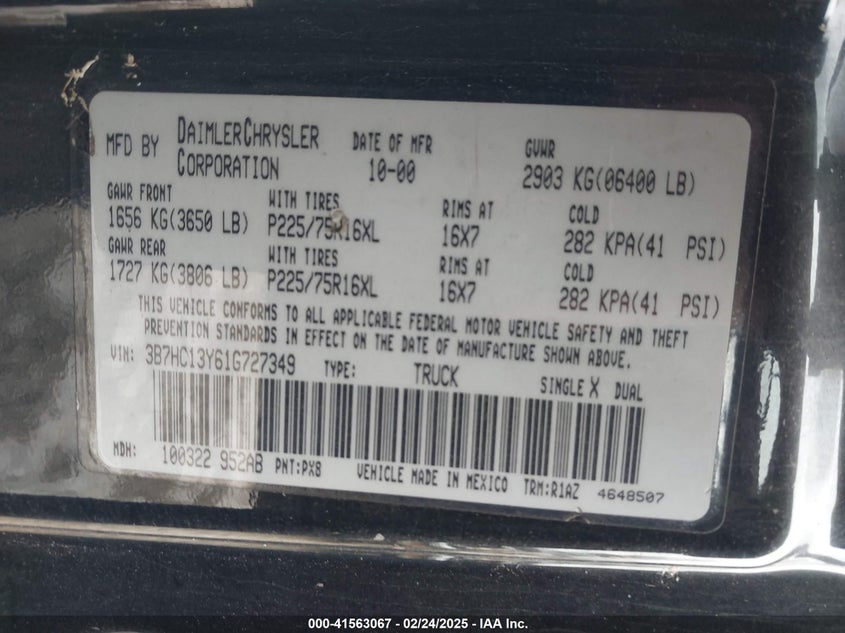 MFD BY DAIMLERCHRYSLER CORPORATION
DATE OF MFR 10-00
GVWR 2903 KG(06400 LB)
GAWR FRONT WITH TIRES RIMS AT COLD
1656 KG(3650 LB) P225/75R16XL 16X7 282 KPA(41 PSI)
GAWR REAR WITH TIRES RIMS AT COLD
1727 KG(3806 LB) P225/75R16XL 16X7 282 KPA(41 PSI)
THIS VEHICLE CONFORMS TO ALL APPLICABLE FEDERAL MOTOR VEHICLE SAFETY AND THEFT
PREVENTION STANDARDS IN EFFECT ON THE DATE OF MANUFACTURE SHOWN ABOVE.
VIN: 3B7HC13Y61G727349 TYPE: TRUCK SINGLE X DUAL
MDH: 100322 952AB PNT:PX8 VEHICLE MADE IN MEXICO TRM:R1AZ 4648507
000-41563067 - 02/24/2025 - IAA Inc.